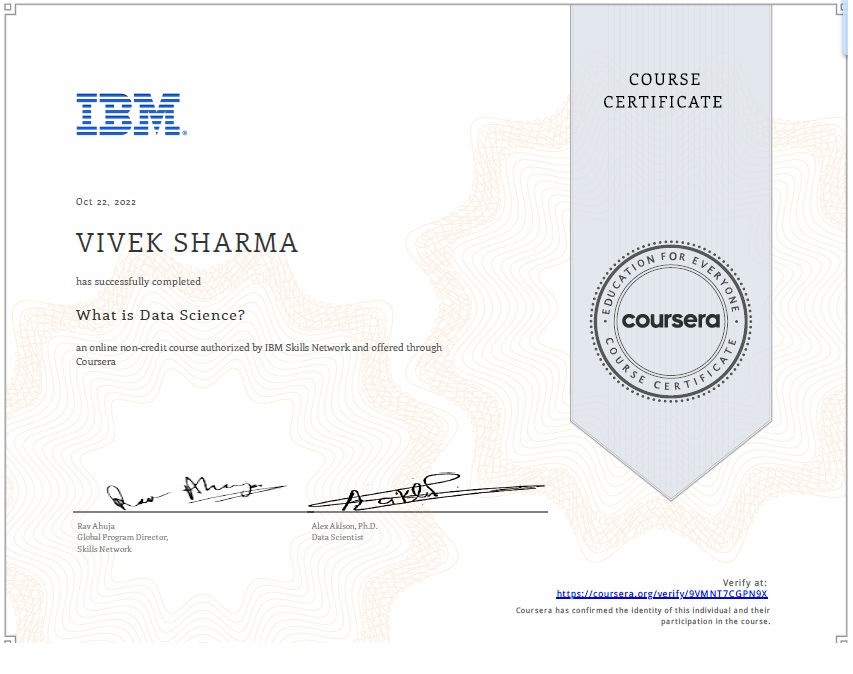 IBM®
COURSE
CERTIFICATE
Oct 22, 2022
VIVEK SHARMA
has successfully completed
What is Data Science?
an online non-credit course authorized by IBM Skills Network and offered through
Coursera
EDUCATION FOR EVERYONE
coursera
COURSE CERTIFICATE
Rav Ahuja
Global Program Director,
Skills Network
Alex Aklson, Ph.D.
Data Scientist
Verify at:
https://coursera.org/verify/9VMNT7CGPN9X
Coursera has confirmed the identity of this individual and their
participation in the course.